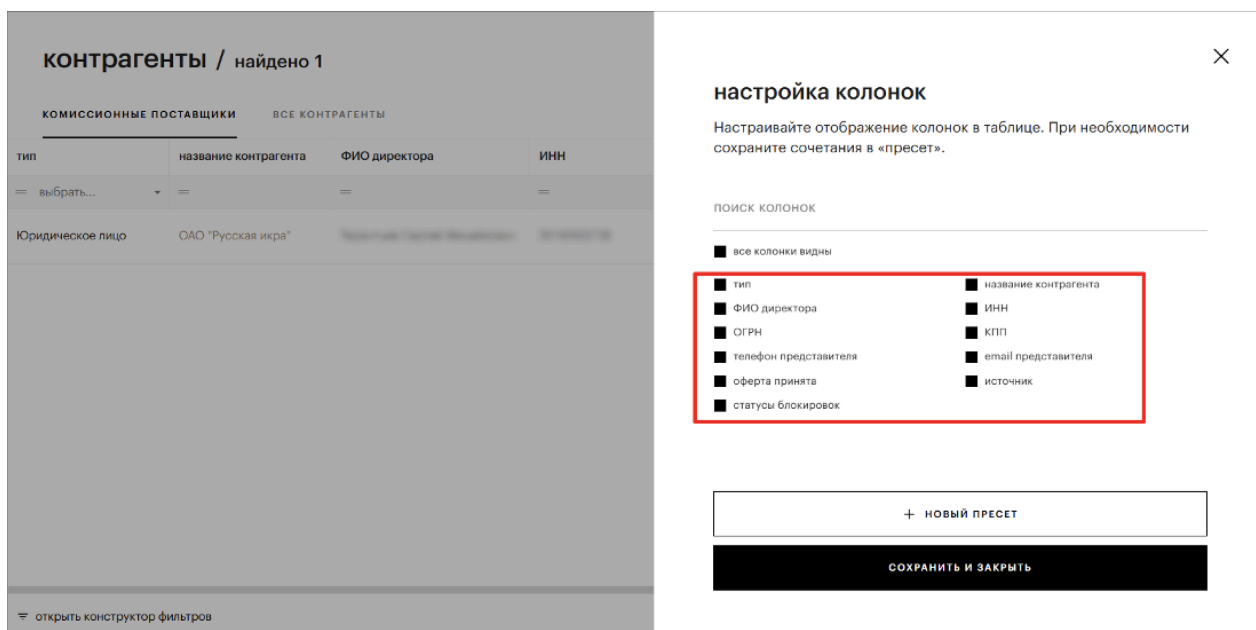 контрагенты / найдено 1
КОМИССИОННЫЕ ПОСТАВЩИКИ ВСЕ КОНТРАГЕНТЫ
тип название контрагента ФИО директора ИНН
= выбрать... = = =
Юридическое лицо ОАО "Русская икра"
открыть конструктор фильтров
настройка колонок
Настраивайте отображение колонок в таблице. При необходимости
сохраните сочетания в «пресет».
ПОИСК КОЛОНОК
все колонки видны
тип название контрагента
ФИО директора ИНН
ОГРН КПП
телефон представителя email представителя
оферта принята источник
статусы блокировок
+ НОВЫЙ ПРЕСЕТ
СОХРАНИТЬ И ЗАКРЫТЬ